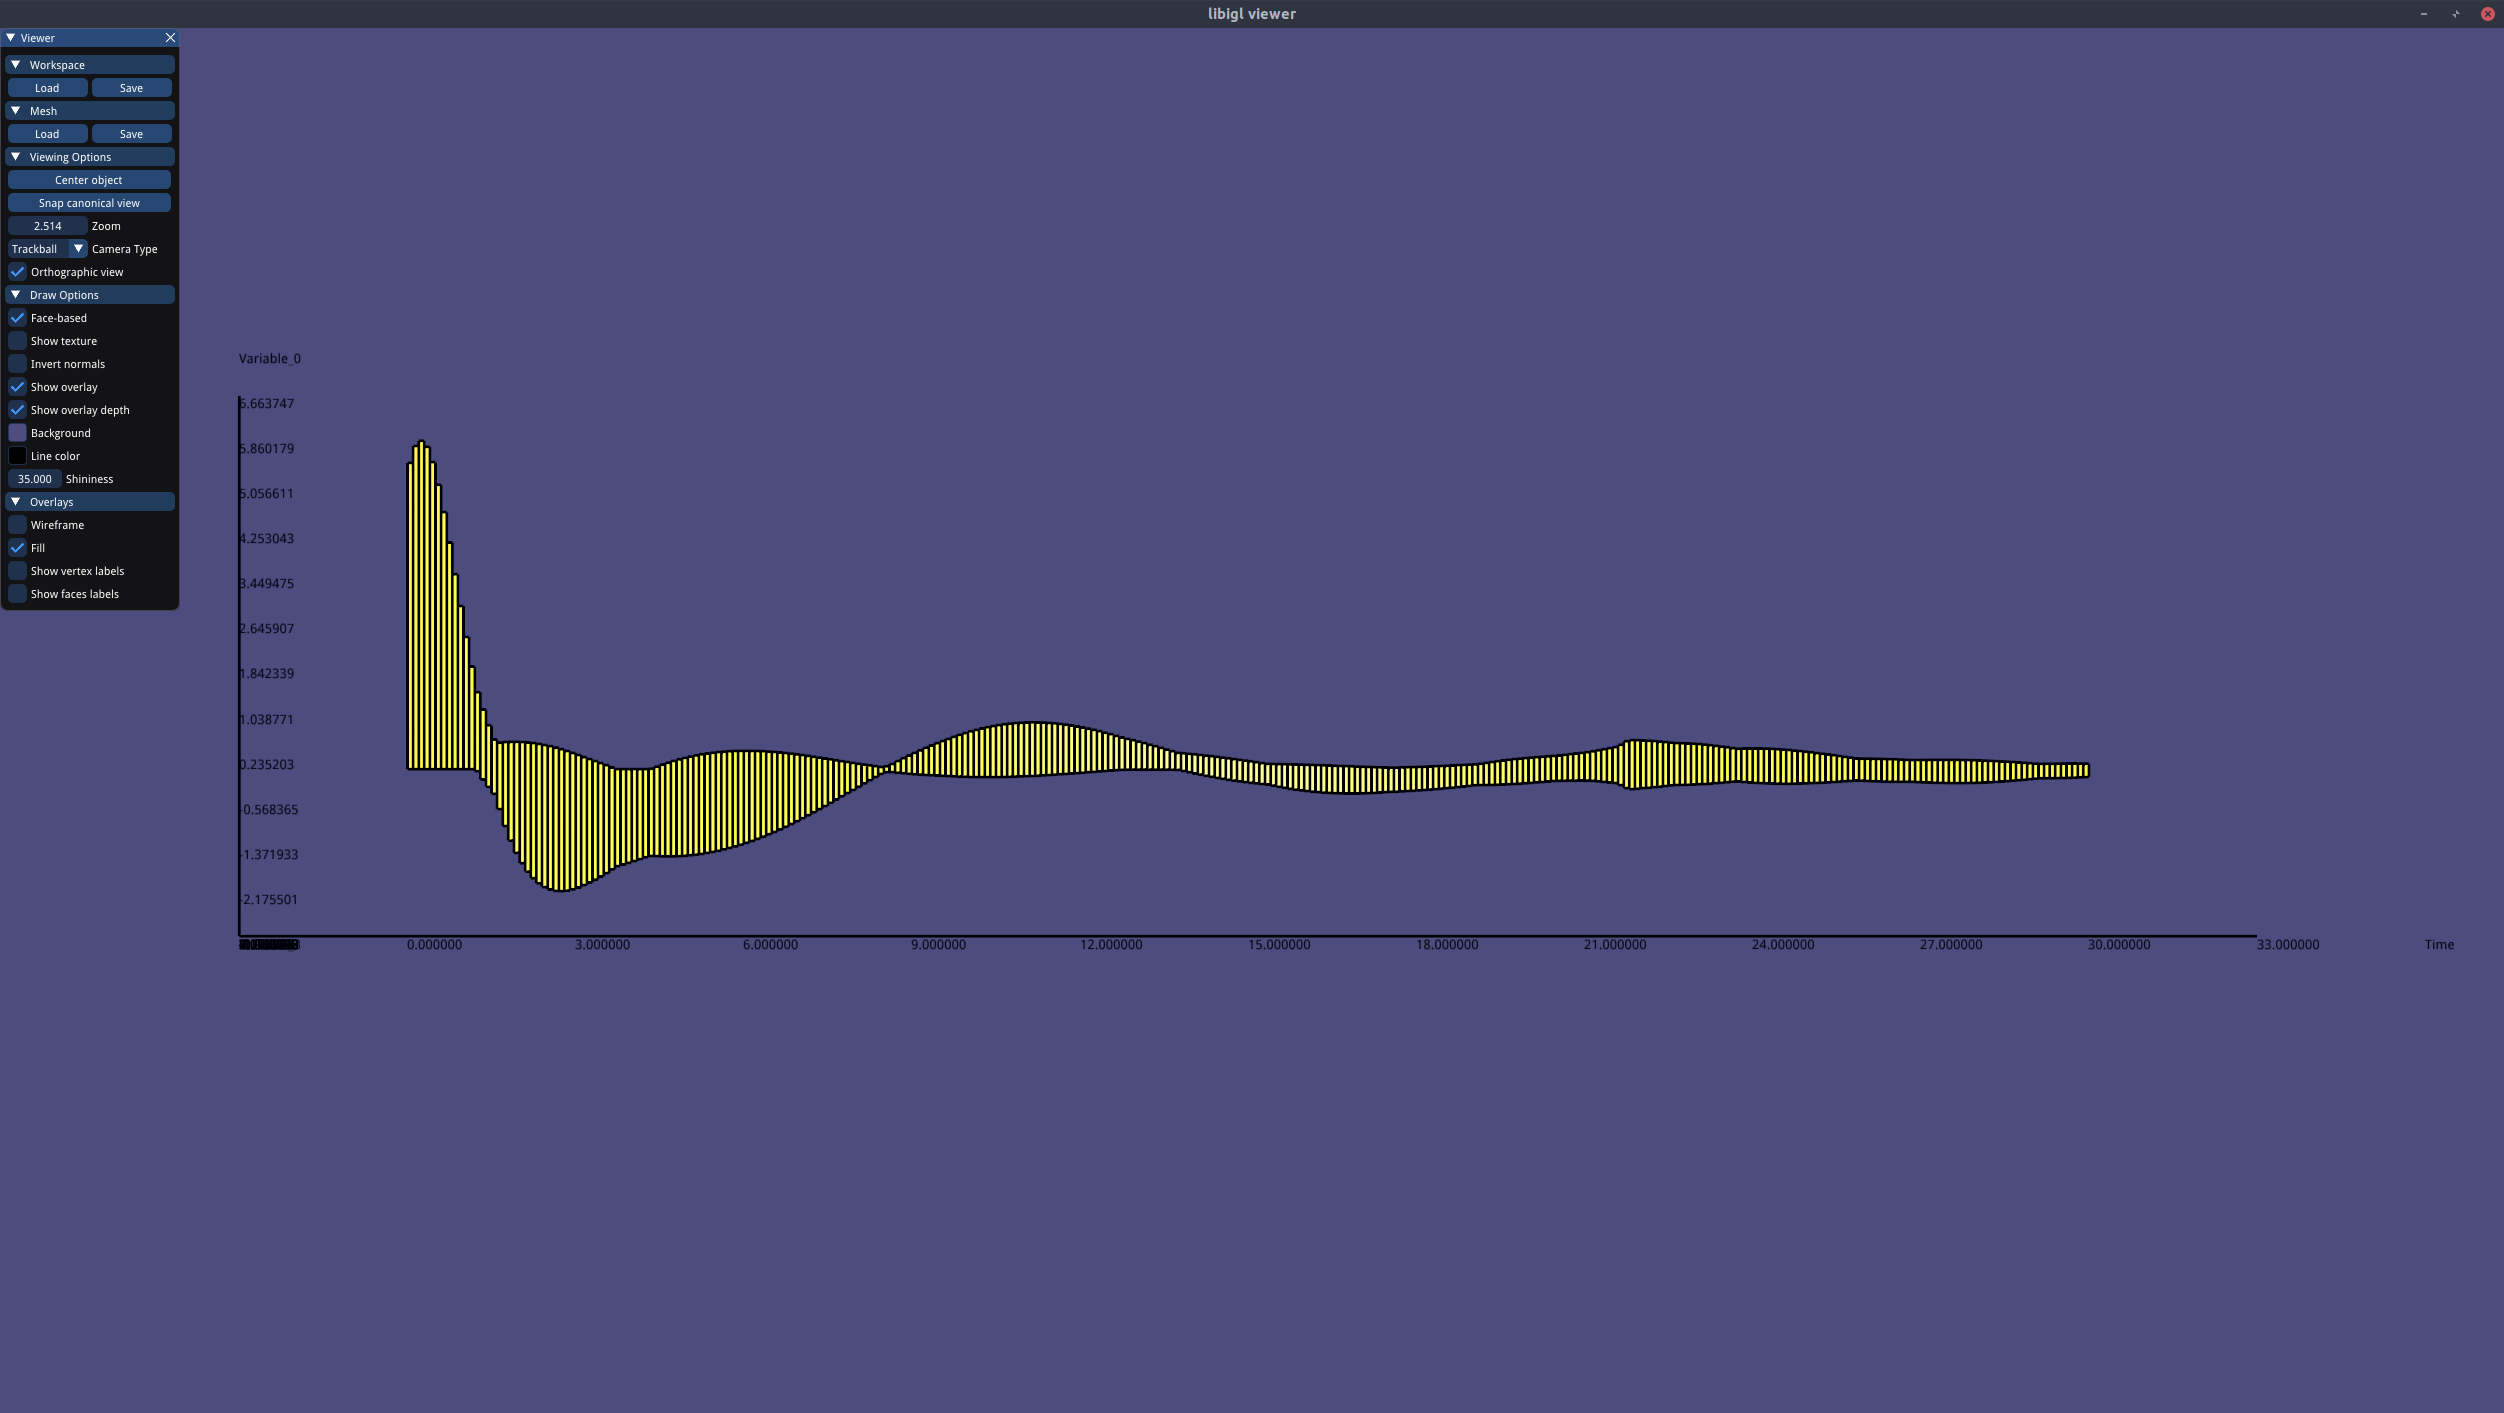 libigl viewer
Viewer
Workspace
Load Save
Mesh
Load Save
Viewing Options
Center object
Snap canonical view
2.514 Zoom
Trackball Camera Type
Orthographic view
Draw Options
Face-based
Show texture
Invert normals
Show overlay
Show overlay depth
Background
Line color
35.000 Shininess
Overlays
Wireframe
Fill
Show vertex labels
Show faces labels
Variable_0
6.663747
5.860179
5.056611
4.253043
3.449475
2.645907
1.842339
1.038771
0.235203
-0.568365
-1.371933
-2.175501
0.000000 3.000000 6.000000 9.000000 12.000000 15.000000 18.000000 21.000000 24.000000 27.000000 30.000000 33.000000 Time